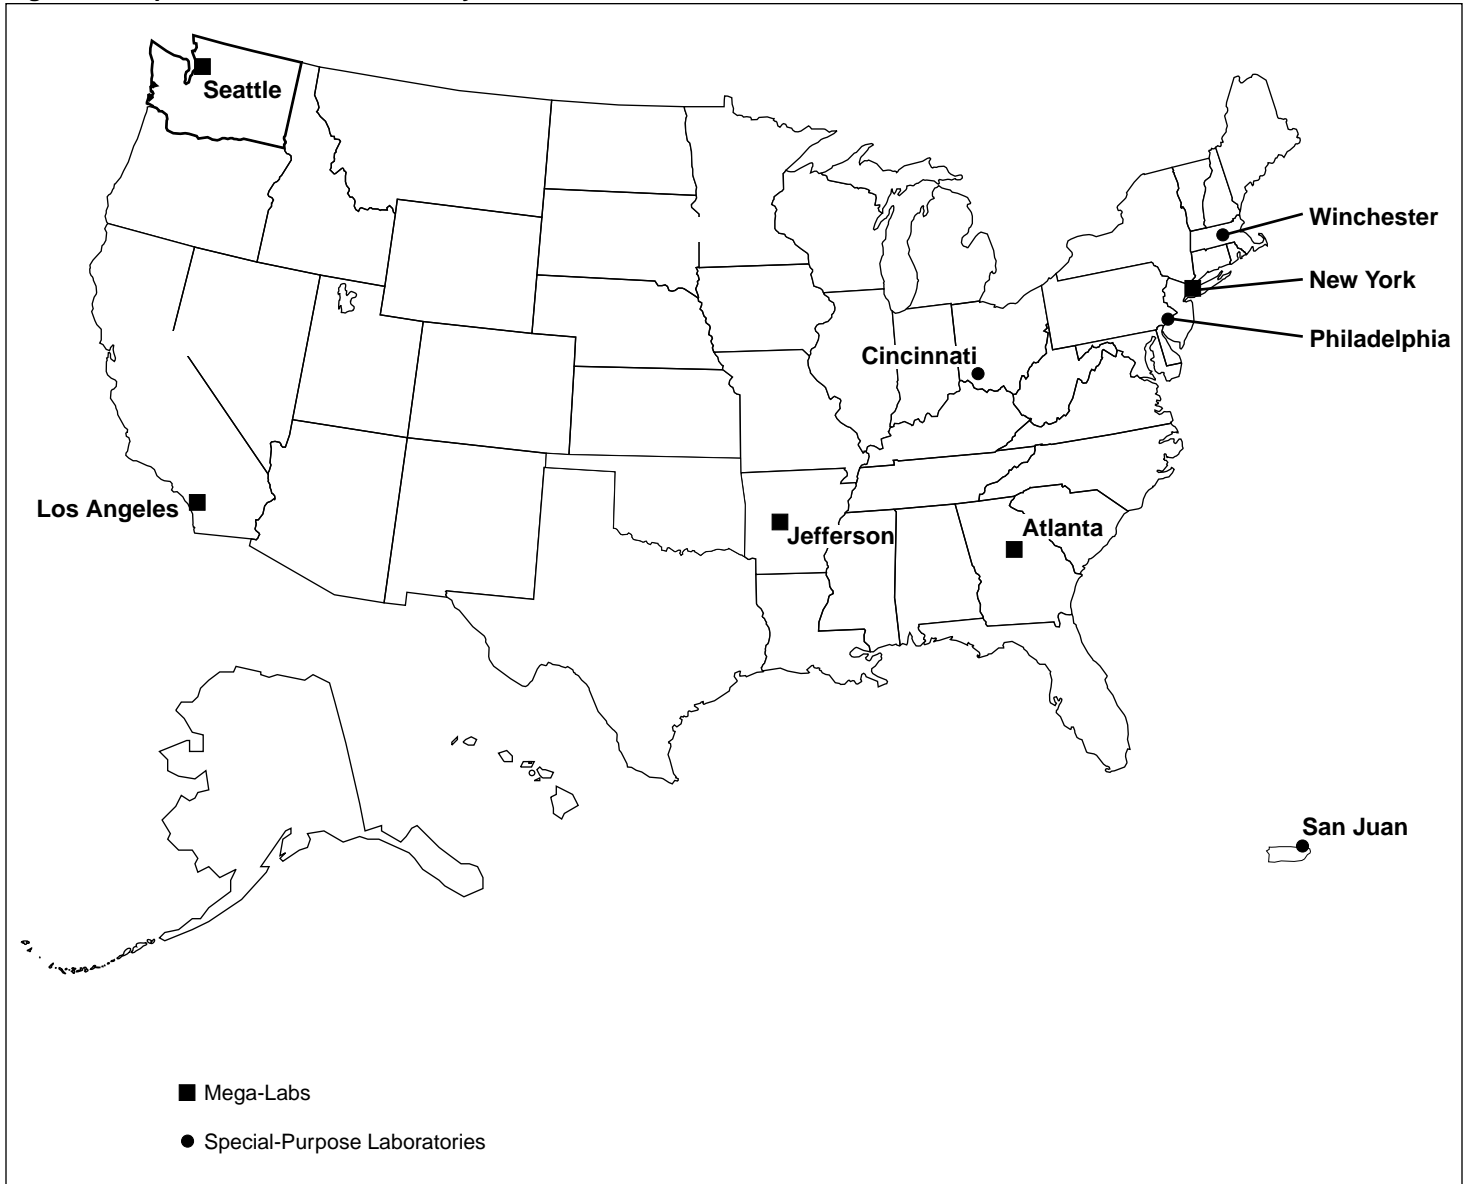 Seattle
Winchester
New York
Philadelphia
Cincinnati
Los Angeles
Jefferson
Atlanta
San Juan
Mega-Labs
Special-Purpose Laboratories